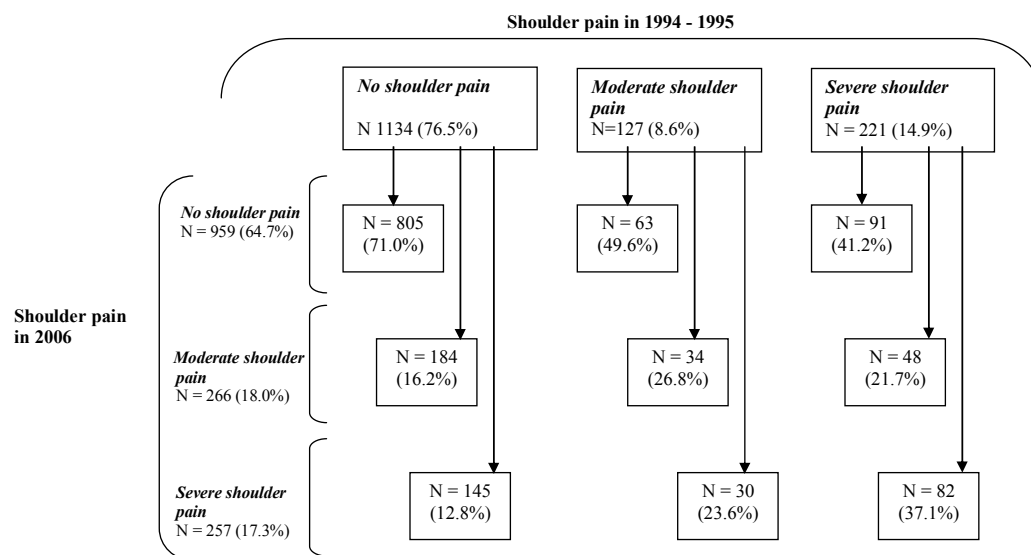 Shoulder pain in 1994 - 1995
No shoulder pain
N 1134 (76.5%)
Moderate shoulder
pain
N=127 (8.6%)
Severe shoulder
pain
N = 221 (14.9%)
Shoulder pain
in 2006
No shoulder pain
N = 959 (64.7%)
N = 805
(71.0%)
N = 63
(49.6%)
N = 91
(41.2%)
Moderate shoulder
pain
N = 266 (18.0%)
N = 184
(16.2%)
N = 34
(26.8%)
N = 48
(21.7%)
Severe shoulder
pain
N = 257 (17.3%)
N = 145
(12.8%)
N = 30
(23.6%)
N = 82
(37.1%)